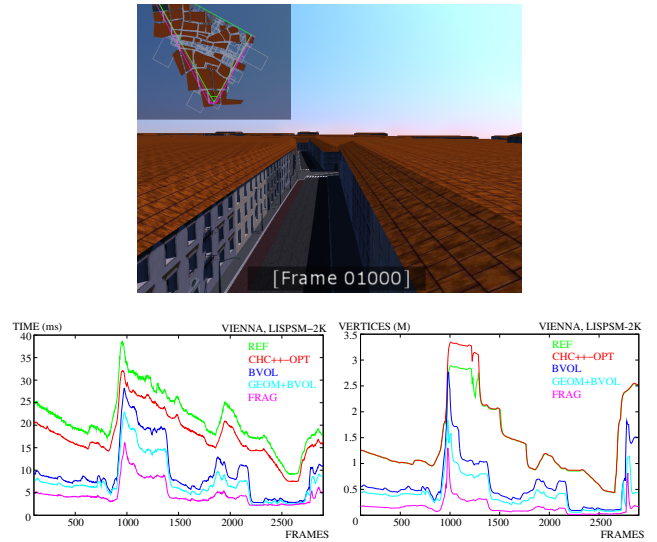 [Frame 01000]
TIME (ms)
VIENNA, LISPSM-2K
REF
CHC++-OPT
BVOL
GEOM+BVOL
FRAG
40
35
30
25
20
15
10
5
0
500
1000
1500
2000
2500
FRAMES
VERTICES (M)
VIENNA, LISPSM-2K
REF
CHC++-OPT
BVOL
GEOM+BVOL
FRAG
3.5
3
2.5
2
1.5
1
0.5
0
500
1000
1500
2000
2500
FRAMES